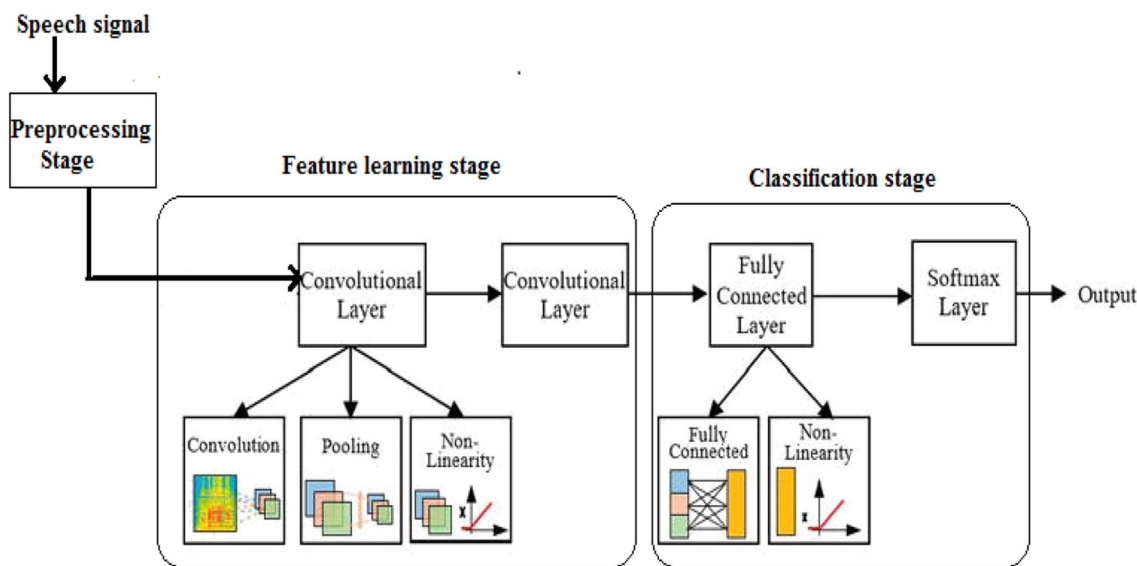 Speech signal
Preprocessing
Stage
Feature learning stage
Classification stage
Convolutional
Layer
Convolutional
Layer
Fully
Connected
Layer
Softmax
Layer
Output
Convolution
Pooling
Non-
Linearity
x
Fully
Connected
Non-
Linearity
x